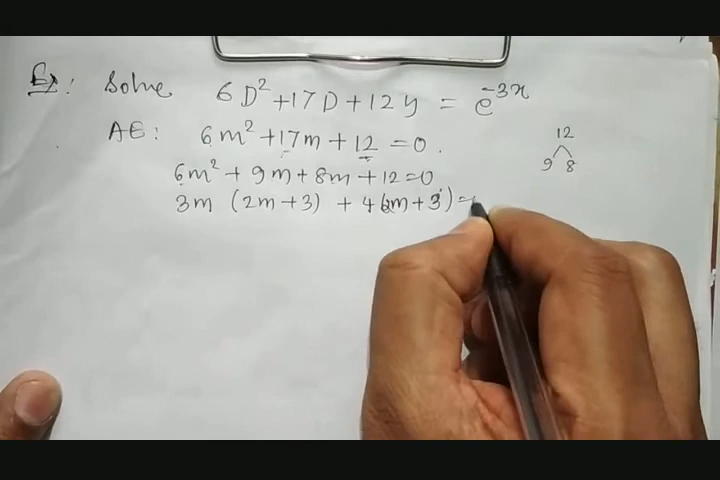 Ex: Solve 6D²+17D+12y = e⁻³ˣ
AE: 6m²+17m+12=0.
12
9 8
6m²+9m+8m+12=0
3m (2m+3) + 4(2m+3)=